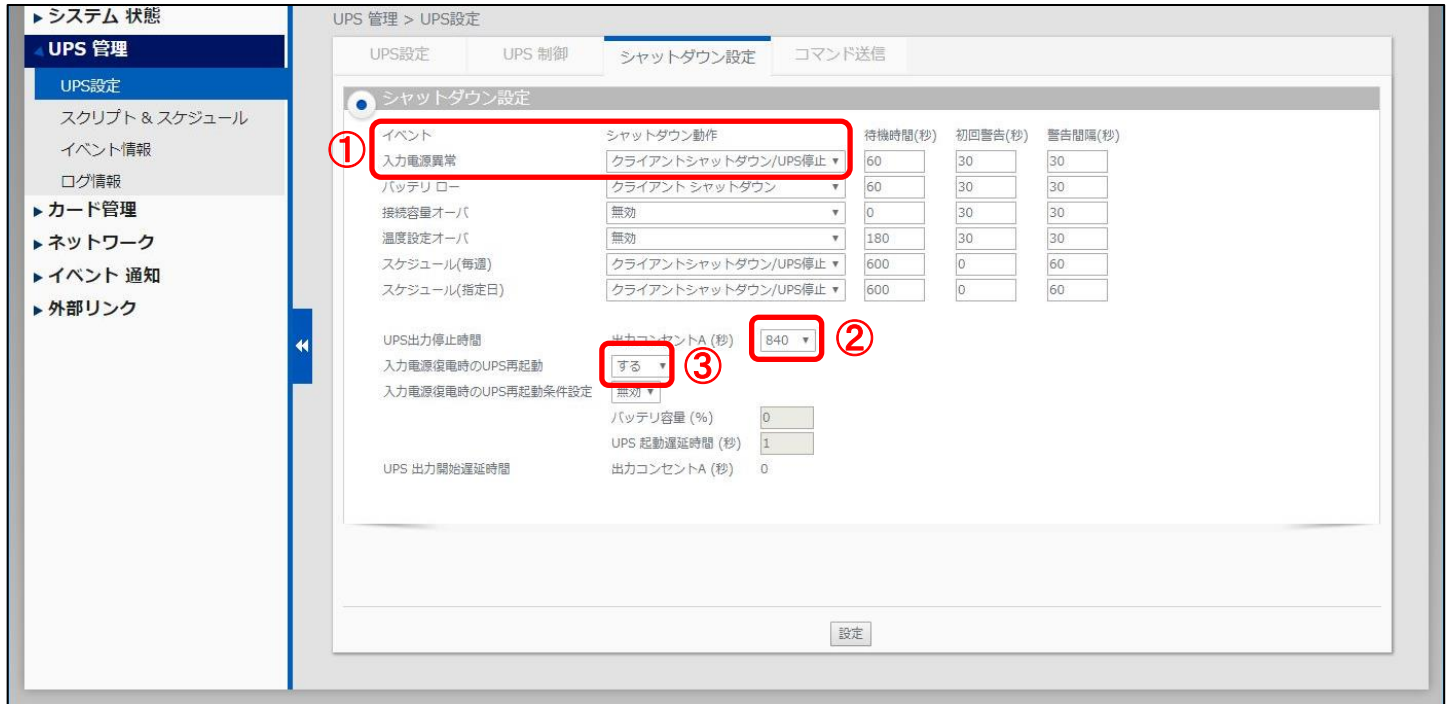 システム 状態
UPS 管理
UPS設定
スクリプト & スケジュール
イベント情報
ログ情報
カード管理
ネットワーク
イベント 通知
外部リンク
UPS 管理 > UPS設定
UPS設定 UPS 制御 シャットダウン設定 コマンド送信
シャットダウン設定
① イベント シャットダウン動作 待機時間(秒) 初回警告(秒) 警告間隔(秒)
入力電源異常 クライアントシャットダウン/UPS停止 60 30 30
バッテリ ロー クライアント シャットダウン 60 30 30
接続容量オーバ 無効 0 30 30
温度設定オーバ 無効 180 30 30
スケジュール(毎週) クライアントシャットダウン/UPS停止 600 0 60
スケジュール(指定日) クライアントシャットダウン/UPS停止 600 0 60
UPS出力停止時間 出力コンセントA (秒) 840 ②
入力電源復電時のUPS再起動 する ③
入力電源復電時のUPS再起動条件設定 無効
バッテリ容量 (%) 0
UPS 起動遅延時間 (秒) 1
UPS 出力開始遅延時間 出力コンセントA (秒) 0
設定